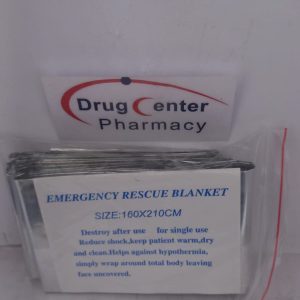 Drug Center
Pharmacy
EMERGENCY RESCUE BLANKET
SIZE:160X210CM
Destroy after use for single use
Reduce shock,keep patient warm,dry
and clean.Helps against hypothermia,
simply wrap around total body leaving
face uncovered.